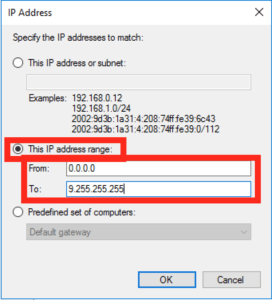 IP Address
Specify the IP addresses to match:
This IP address or subnet:
Examples: 192.168.0.12
192.168.1.0/24
2002:9d3b:1a31:4:208:74ff:fe39:6c43
2002:9d3b:1a31:4:208:74ff:fe39:0/112
This IP address range:
From: 0.0.0.0
To: 9.255.255.255
Predefined set of computers:
Default gateway
OK Cancel